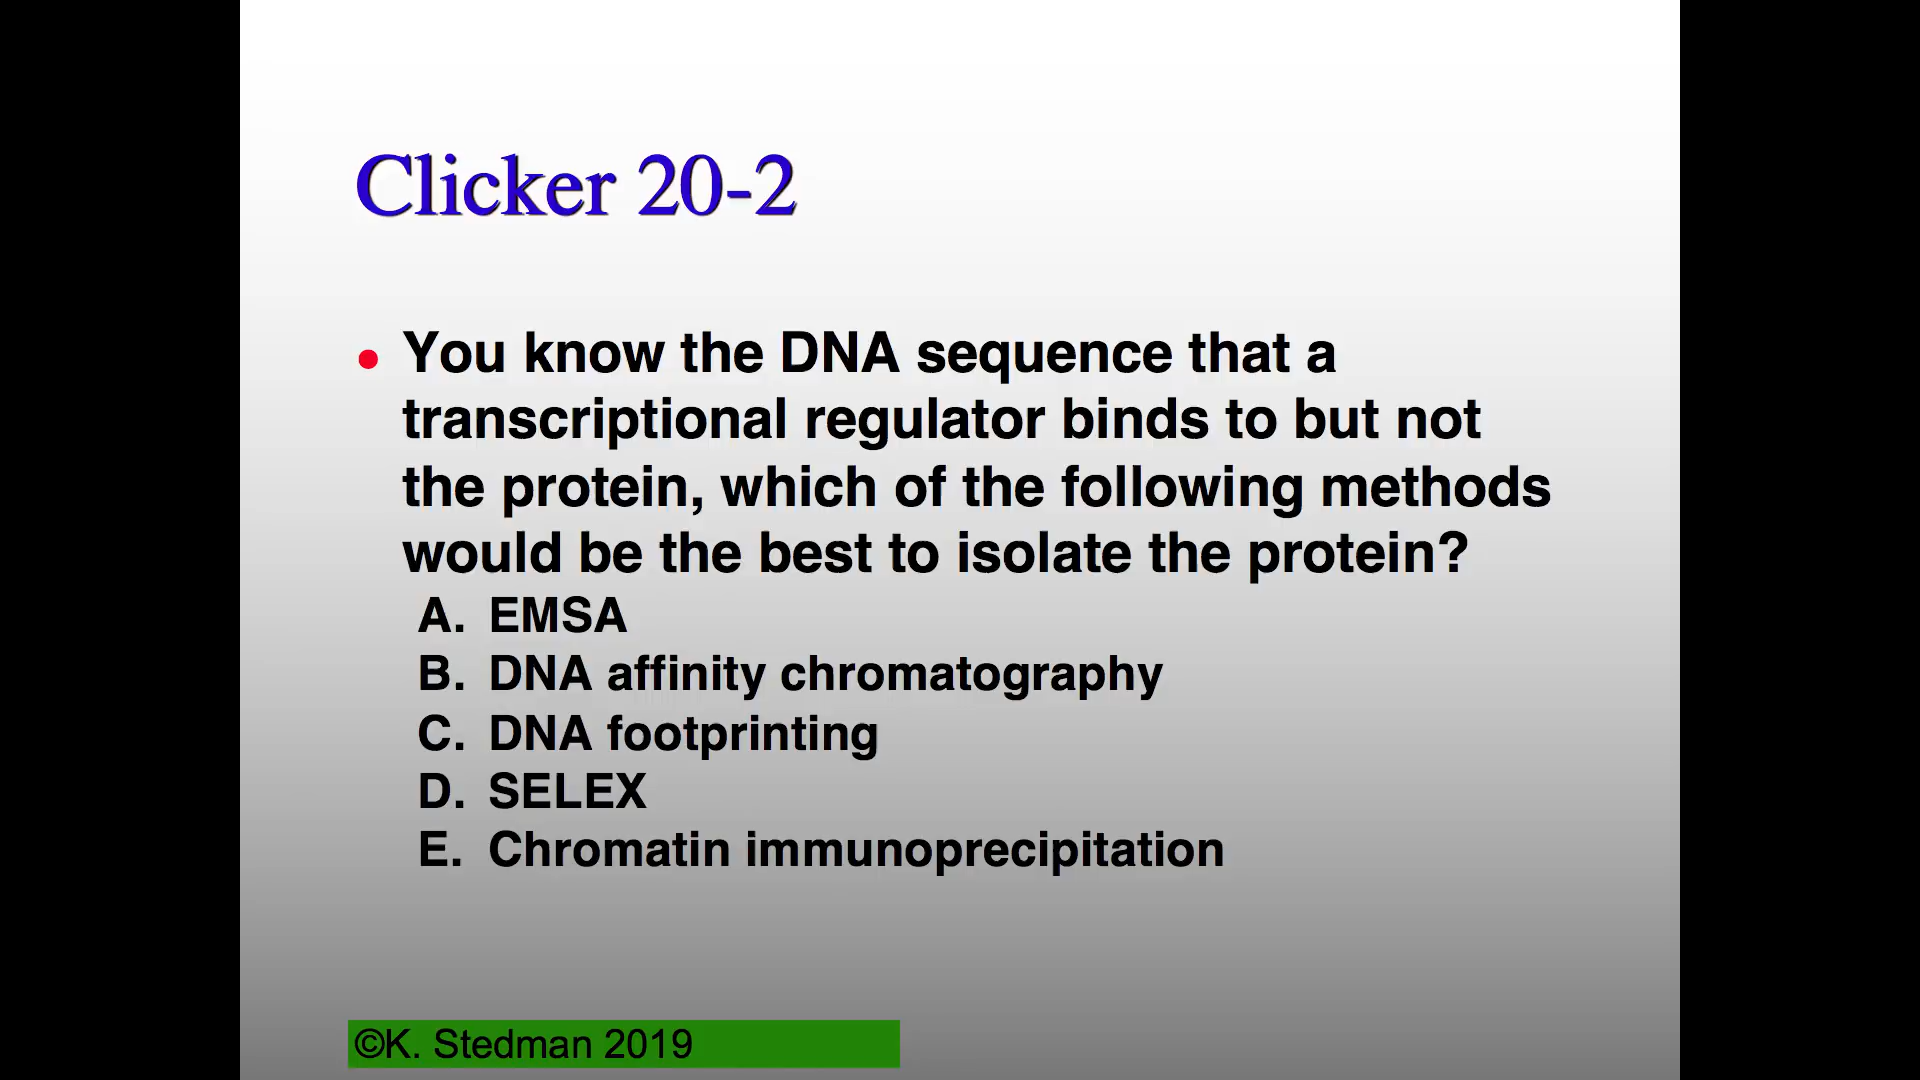 Clicker 20-2
You know the DNA sequence that a
transcriptional regulator binds to but not
the protein, which of the following methods
would be the best to isolate the protein?
A. EMSA
B. DNA affinity chromatography
C. DNA footprinting
D. SELEX
E. Chromatin immunoprecipitation
©K. Stedman 2019